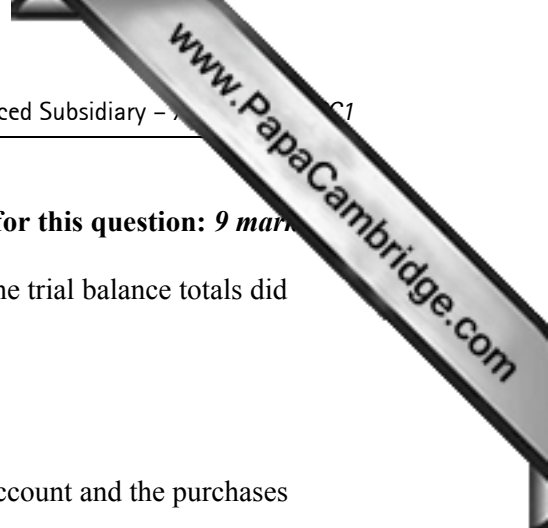 ced Subsidiary –
C1
www.PapaCambridge.com
for this question: 9 mar
ne trial balance totals did
ccount and the purchases